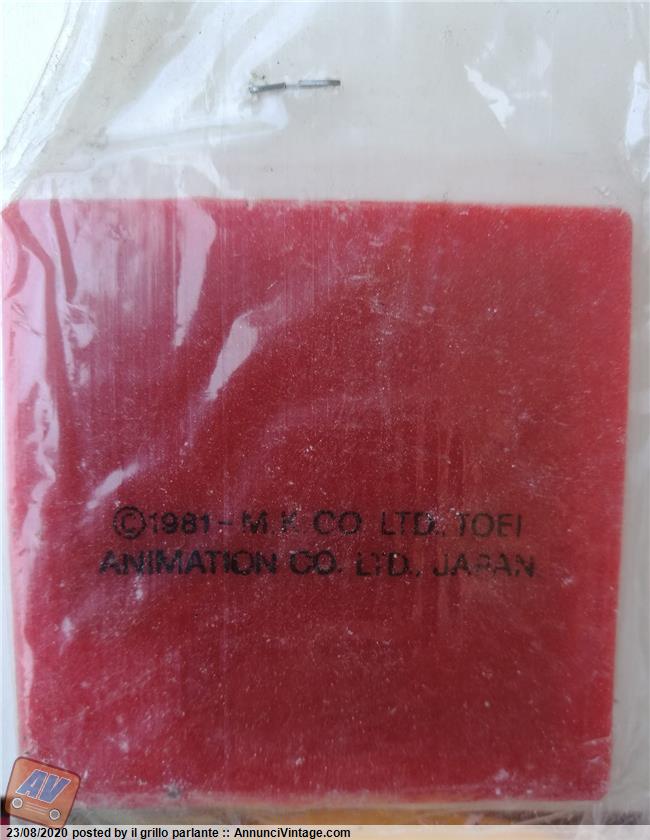 ©1981 - M. K. CO. LTD., TOEI
ANIMATION CO. LTD., JAPAN
AV
23/08/2020 posted by il grillo parlante :: AnnunciVintage.com